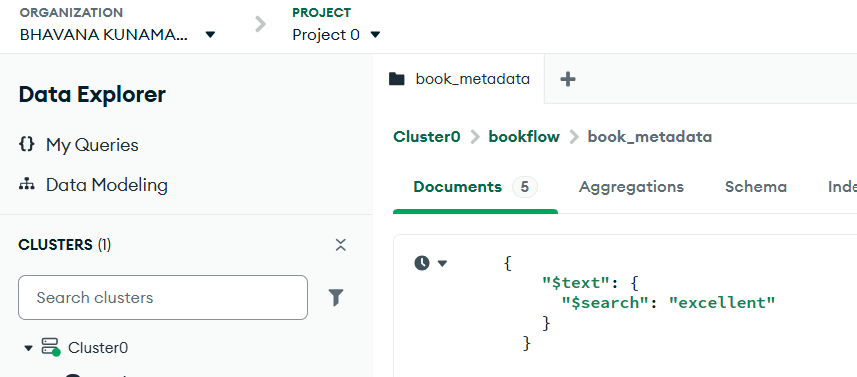 ORGANIZATION
BHAVANA KUNAMA...
PROJECT
Project 0
Data Explorer
My Queries
Data Modeling
CLUSTERS (1)
Search clusters
Cluster0
book_metadata
Cluster0 > bookflow > book_metadata
Documents 5 Aggregations Schema
{
"$text": {
"$search": "excellent"
}
}